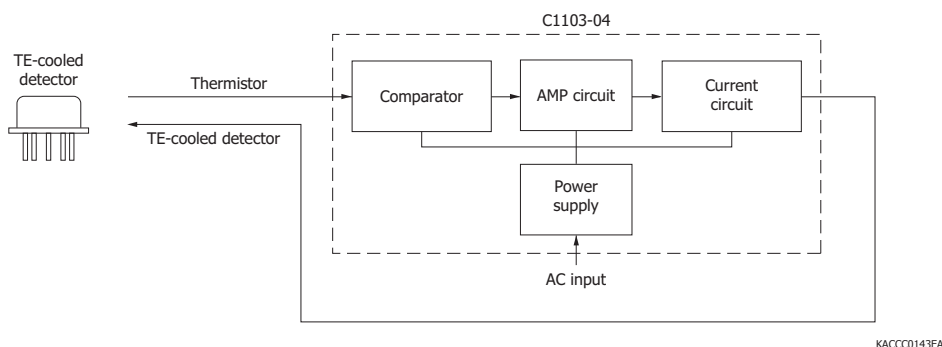 C1103-04
TE-cooled
detector
Thermistor
TE-cooled detector
Comparator
AMP circuit
Current
circuit
Power
supply
AC input
KACCC0143EA